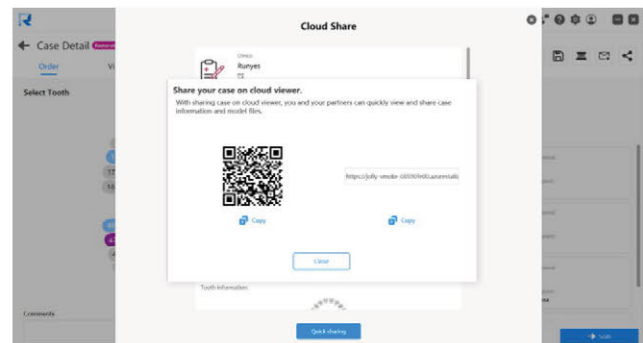 Cloud Share
Case Detail
Order
Select Tooth
Clinics
Runyes
Share your case on cloud viewer.
With sharing case on cloud viewer, you and your partners can quickly view and share case
information and model files.
Copy
Copy
Close
Tooth information
Comments
Quick sharing
Scan